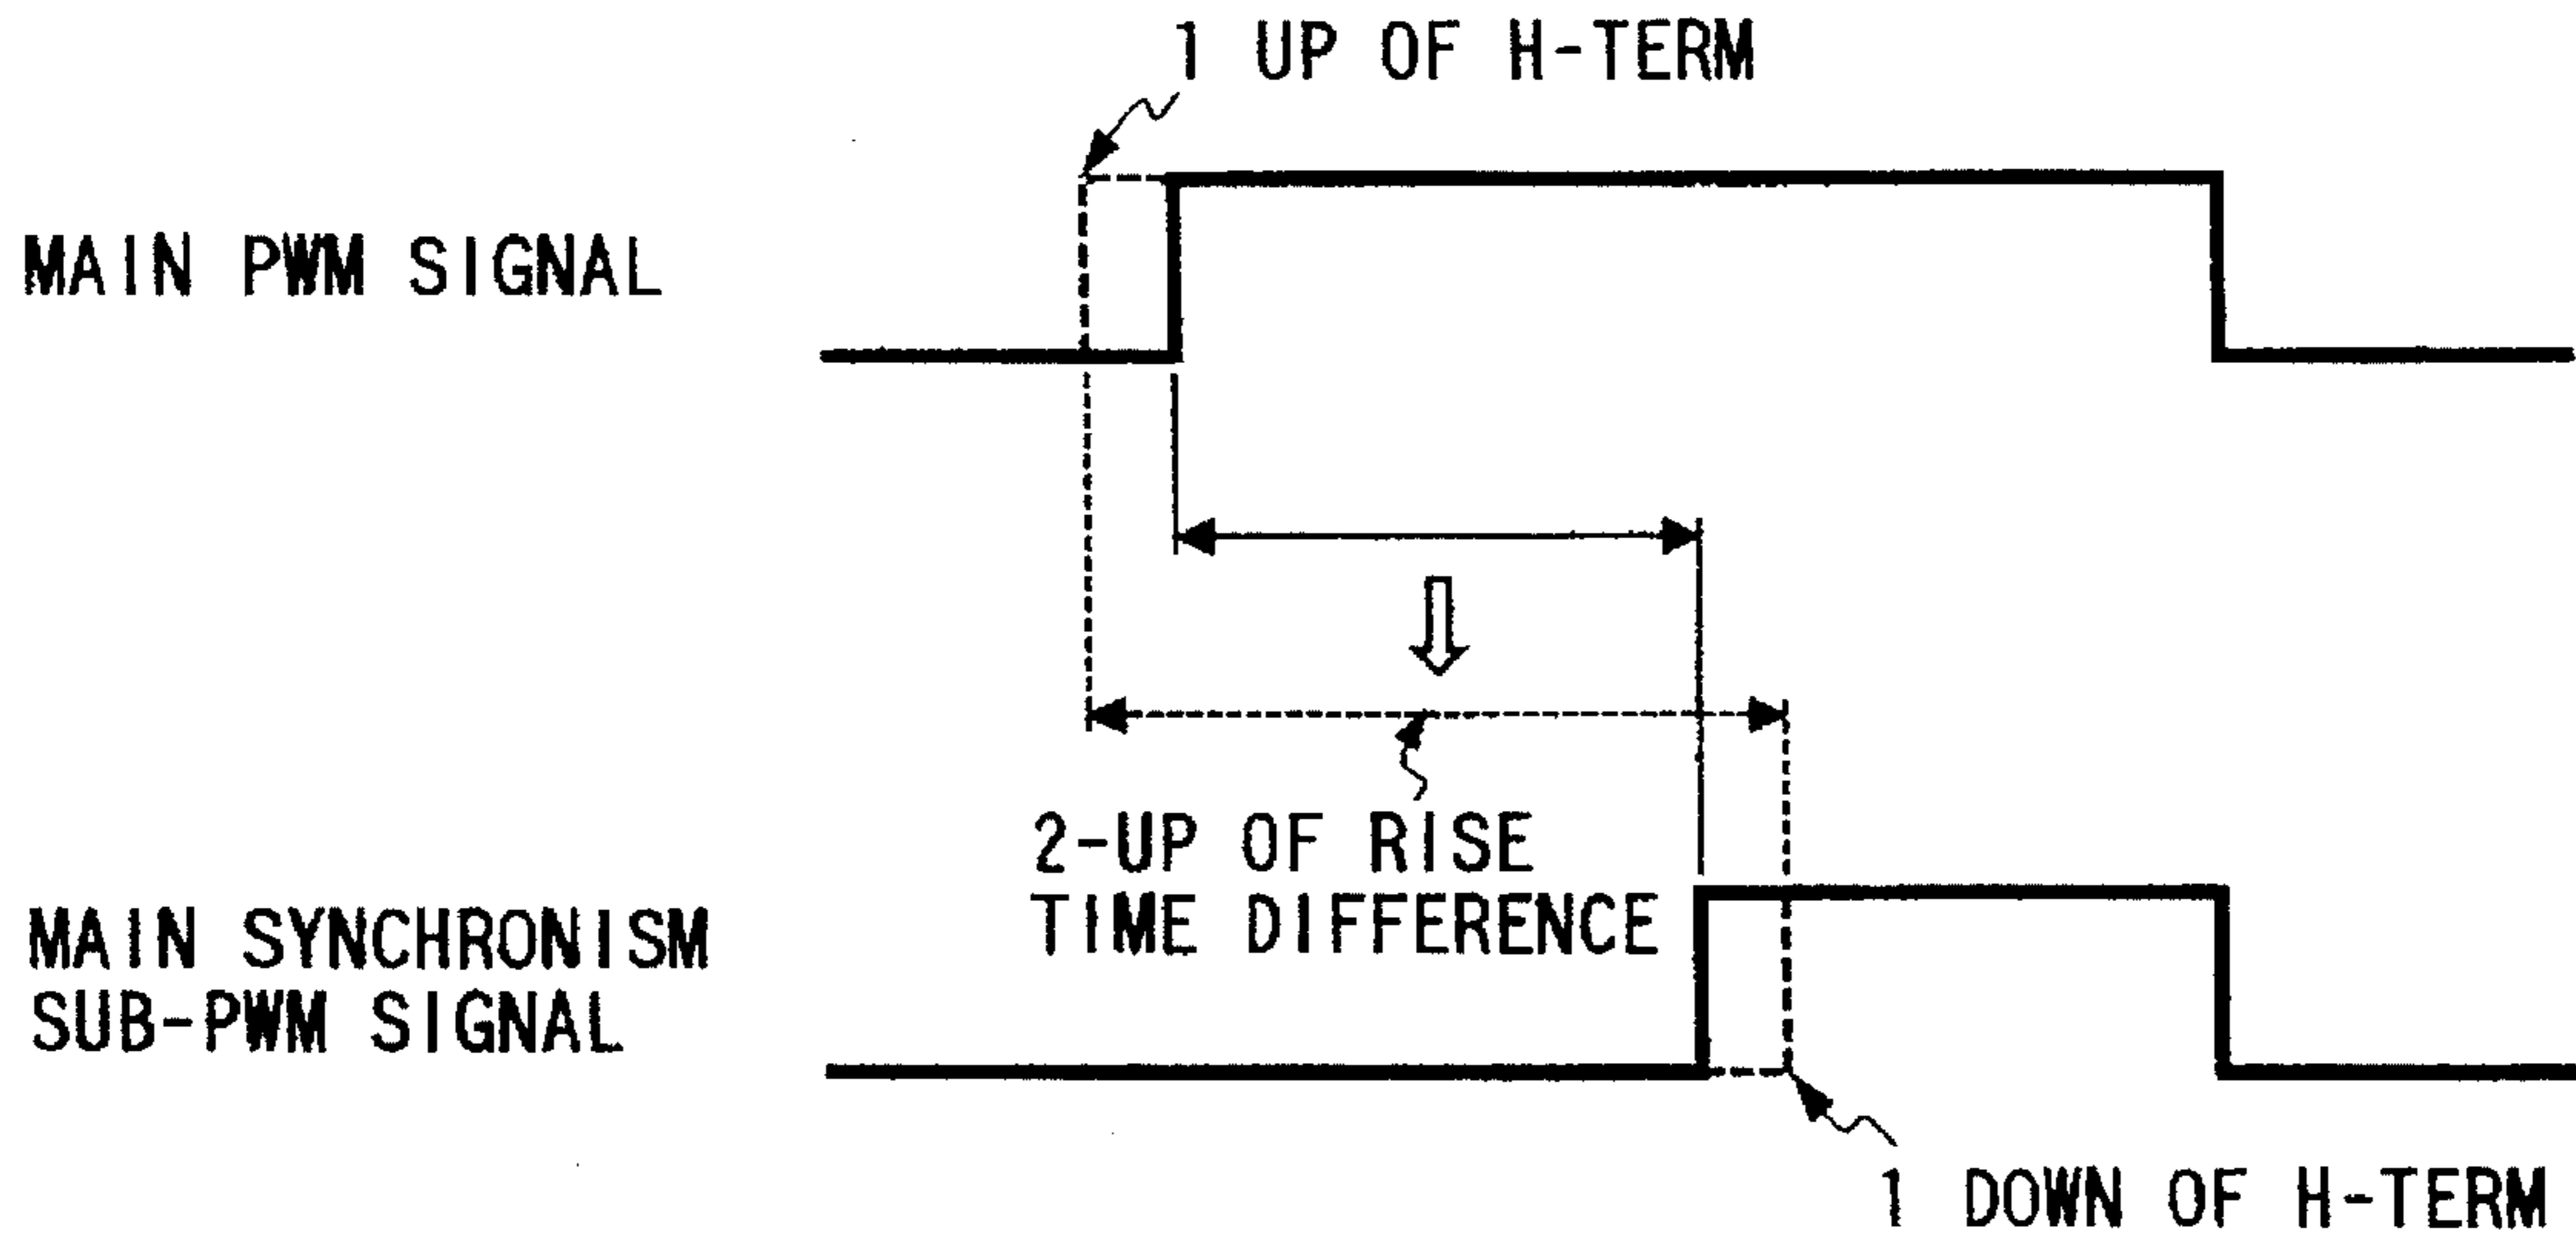 1 UP OF H-TERM
MAIN PWM SIGNAL
2-UP OF RISE
TIME DIFFERENCE
MAIN SYNCHRONISM
SUB-PWM SIGNAL
1 DOWN OF H-TERM